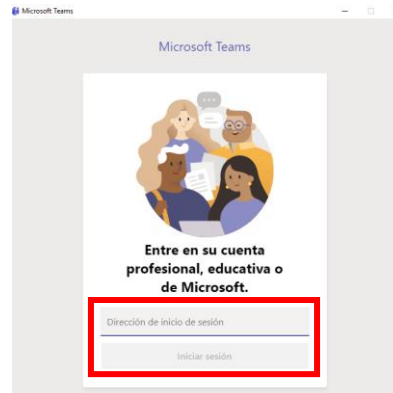 Microsoft Teams
Microsoft Teams
Entre en su cuenta
profesional, educativa o
de Microsoft.
Dirección de inicio de sesión
Iniciar sesión